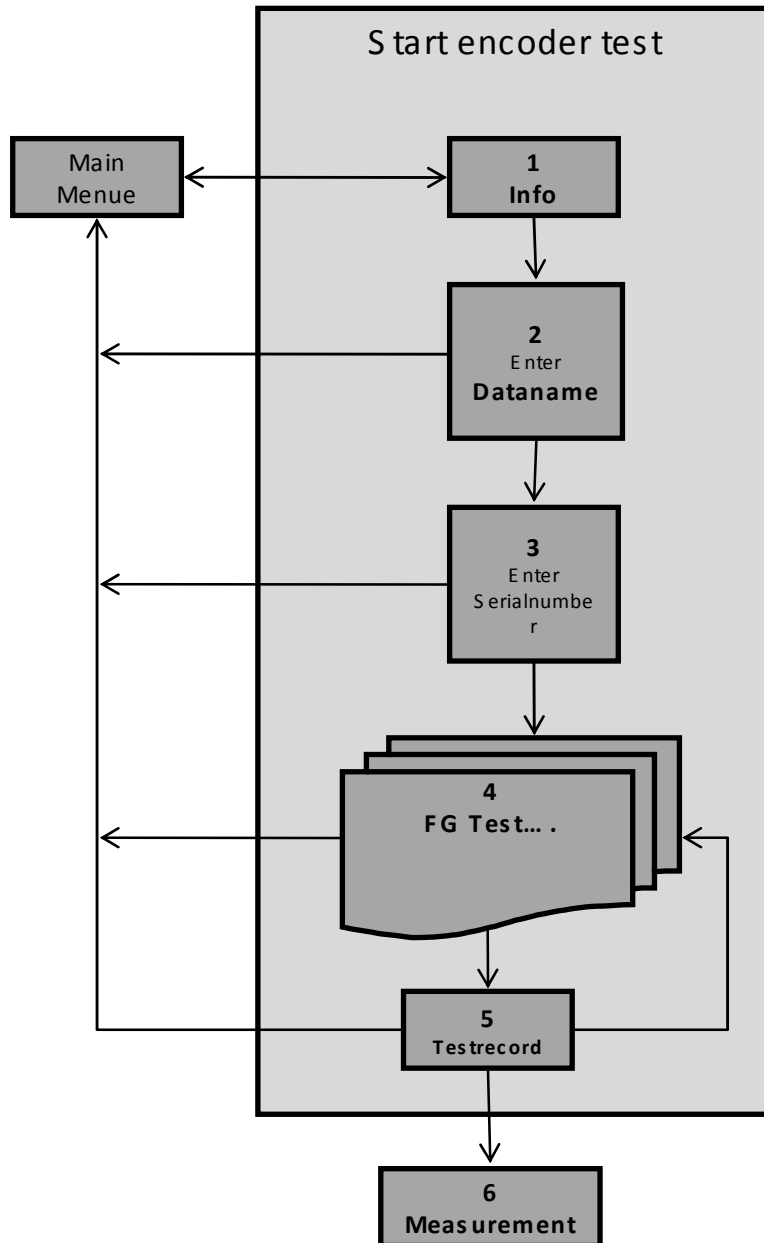 Start encoder test
Main
Menue
1
Info
2
Enter
Dataname
3
Enter
Serialnumbe
r
4
FG Test... .
5
Testrecord
6
Measurement